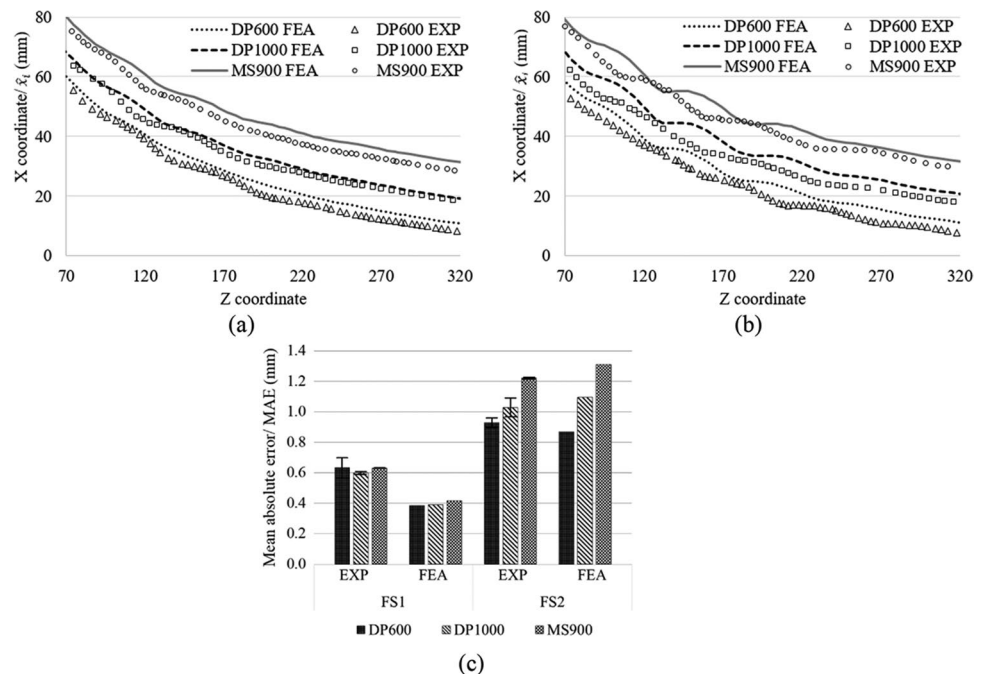 X coordinate/ x̂ᵢ (mm)
80
60
40
20
0
DP600 FEA
DP600 EXP
DP1000 FEA
DP1000 EXP
MS900 FEA
MS900 EXP
70 120 170 220 270 320
Z coordinate
(a)
X coordinate/ x̂ᵢ (mm)
80
60
40
20
0
DP600 FEA
DP600 EXP
DP1000 FEA
DP1000 EXP
MS900 FEA
MS900 EXP
70 120 170 220 270 320
Z coordinate
(b)
Mean absolute error/ MAE (mm)
1.4
1.2
1.0
0.8
0.6
0.4
0.2
0.0
EXP FEA EXP FEA
FS1 FS2
DP600 DP1000 MS900
(c)